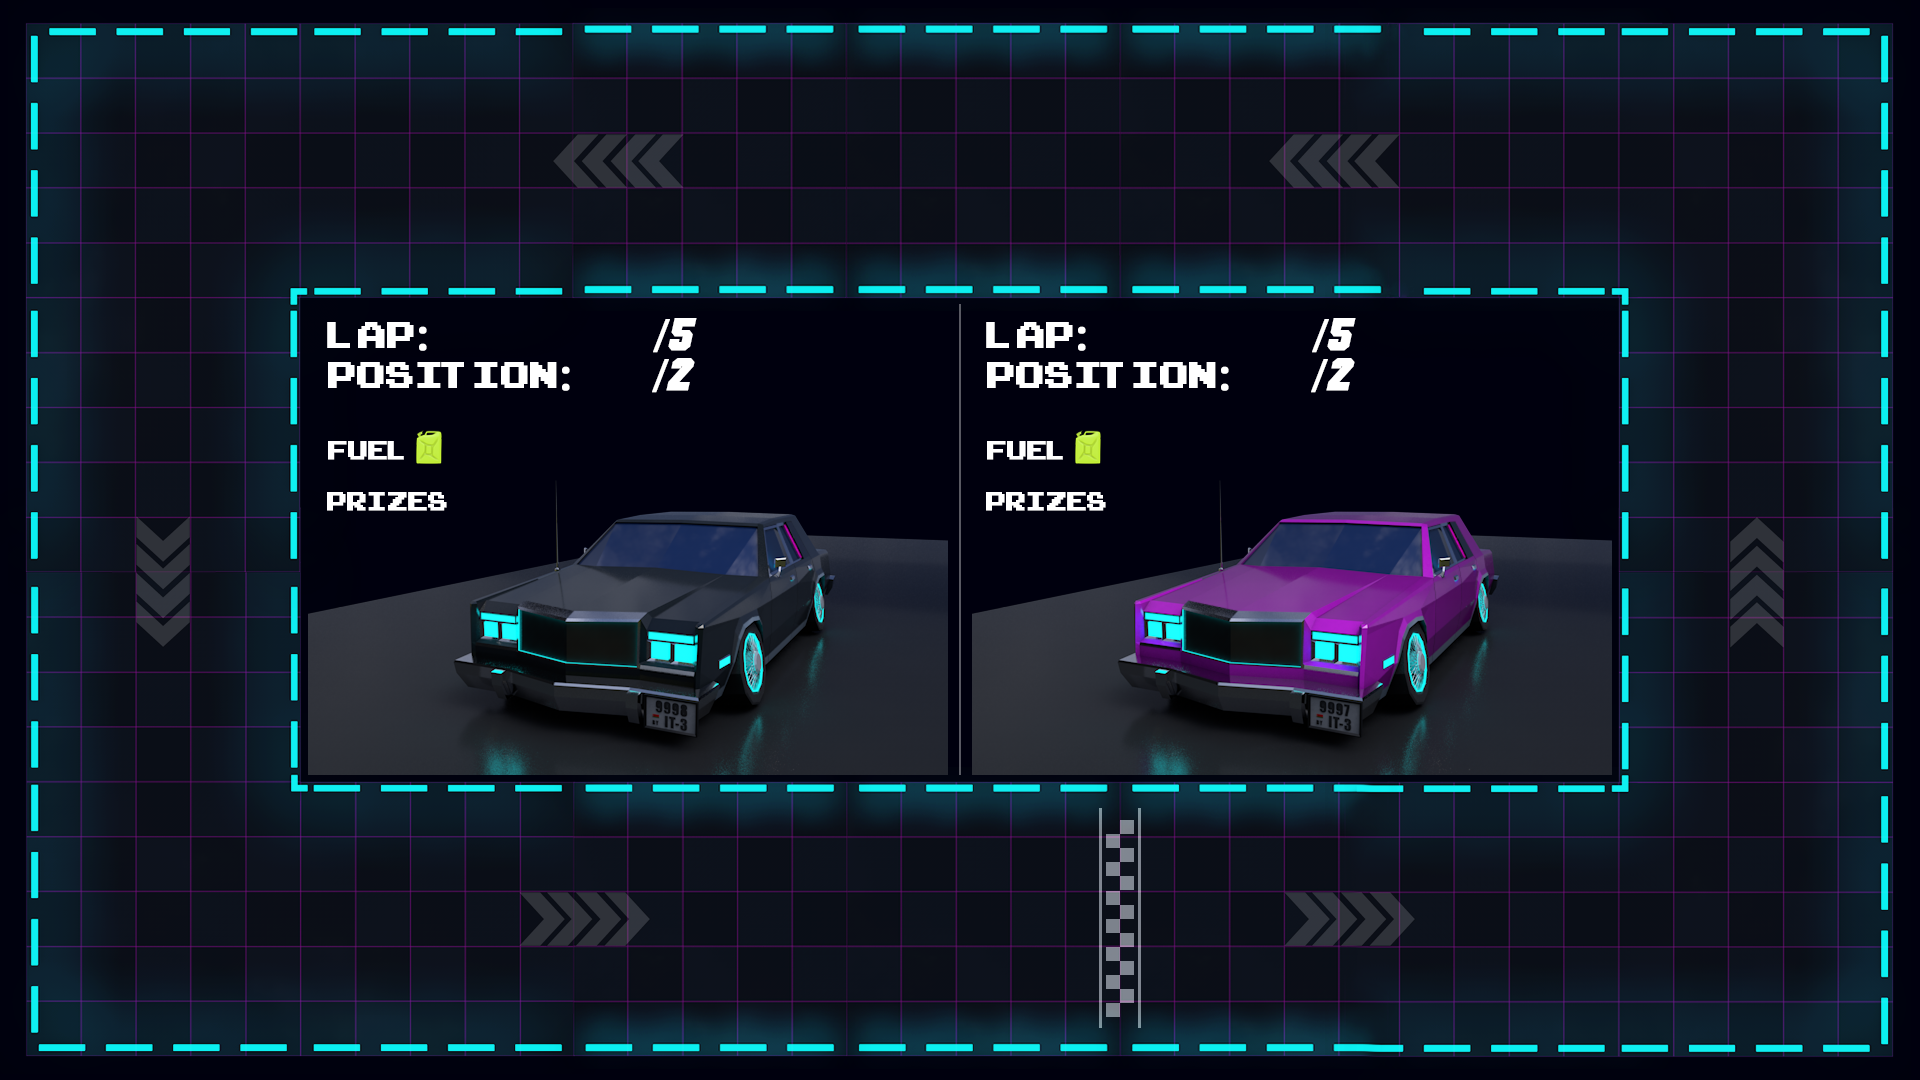 LAP: /5
POSITION: /2
FUEL
PRIZES
9998
IT-3
LAP: /5
POSITION: /2
FUEL
PRIZES
9997
IT-3